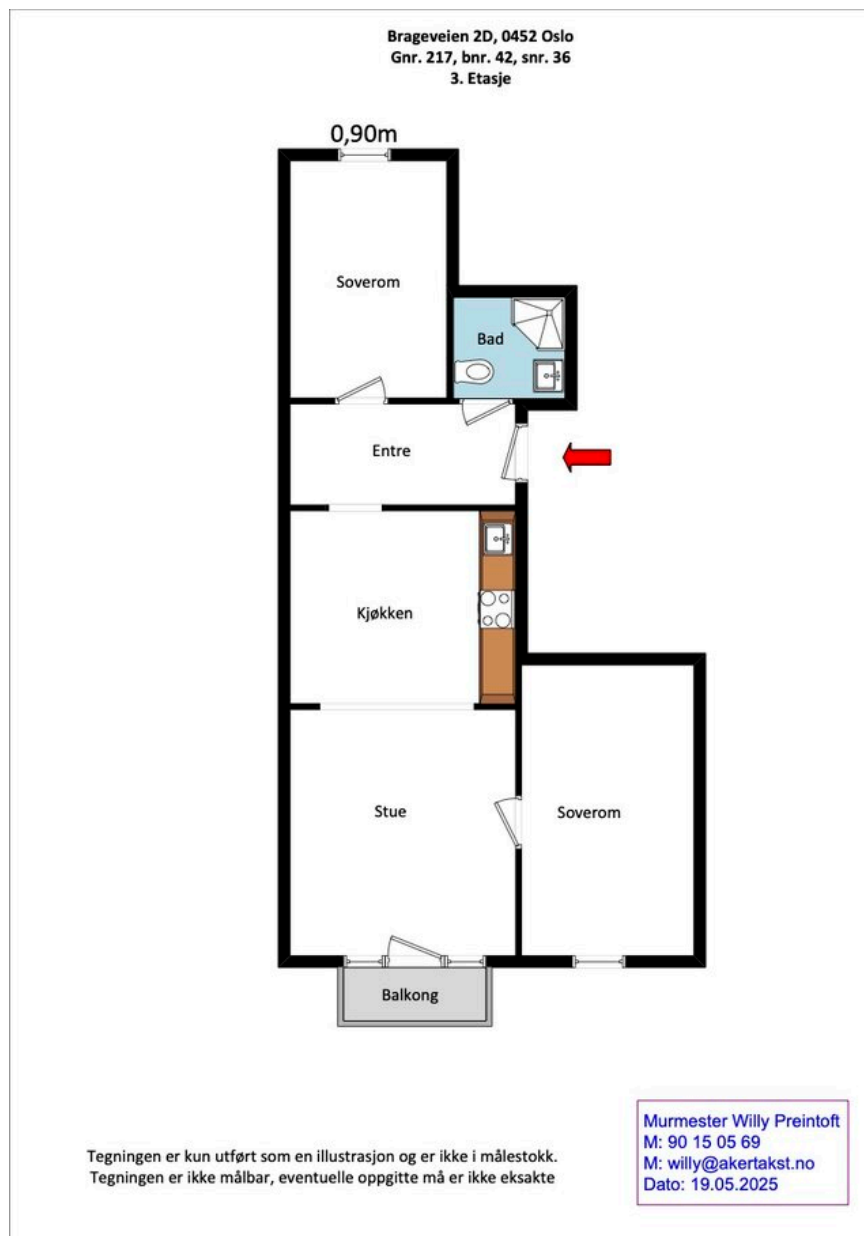 Brageveien 2D, 0452 Oslo
Gnr. 217, bnr. 42, snr. 36
3. Etasje
0,90m
Soverom
Bad
Entre
Kjøkken
Stue
Soverom
Balkong
Tegningen er kun utført som en illustrasjon og er ikke i målestokk.
Tegningen er ikke målbar, eventuelle oppgitte må er ikke eksakte
Murmester Willy Preintoft
M: 90 15 05 69
M: willy@akertakst.no
Dato: 19.05.2025